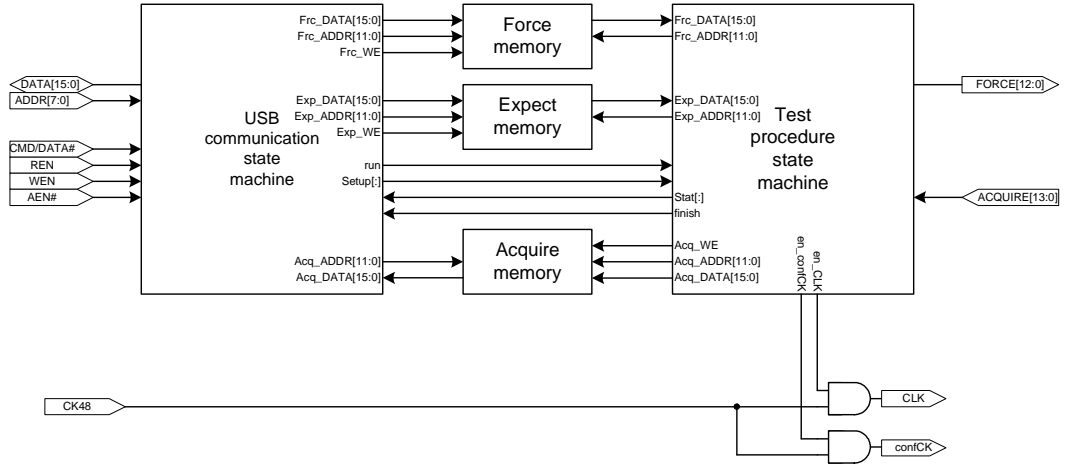 Frc_DATA[15:0]
Frc_ADDR[11:0]
Frc_WE
Force
memory
Frc_DATA[15:0]
Frc_ADDR[11:0]
DATA[15:0]
ADDR[7:0]
FORCE[12:0]
Exp_DATA[15:0]
Exp_ADDR[11:0]
Exp_WE
Expect
memory
Exp_DATA[15:0]
Exp_ADDR[11:0]
USB
communication
state
machine
Test
procedure
state
machine
CMD/DATA#
REN
WEN
AEN#
run
Setup[:]
Stat[:]
finish
ACQUIRE[13:0]
Acq_ADDR[11:0]
Acq_DATA[15:0]
Acquire
memory
Acq_WE
Acq_ADDR[11:0]
Acq_DATA[15:0]
en_confCK
en_CLK
CK48
CLK
confCK